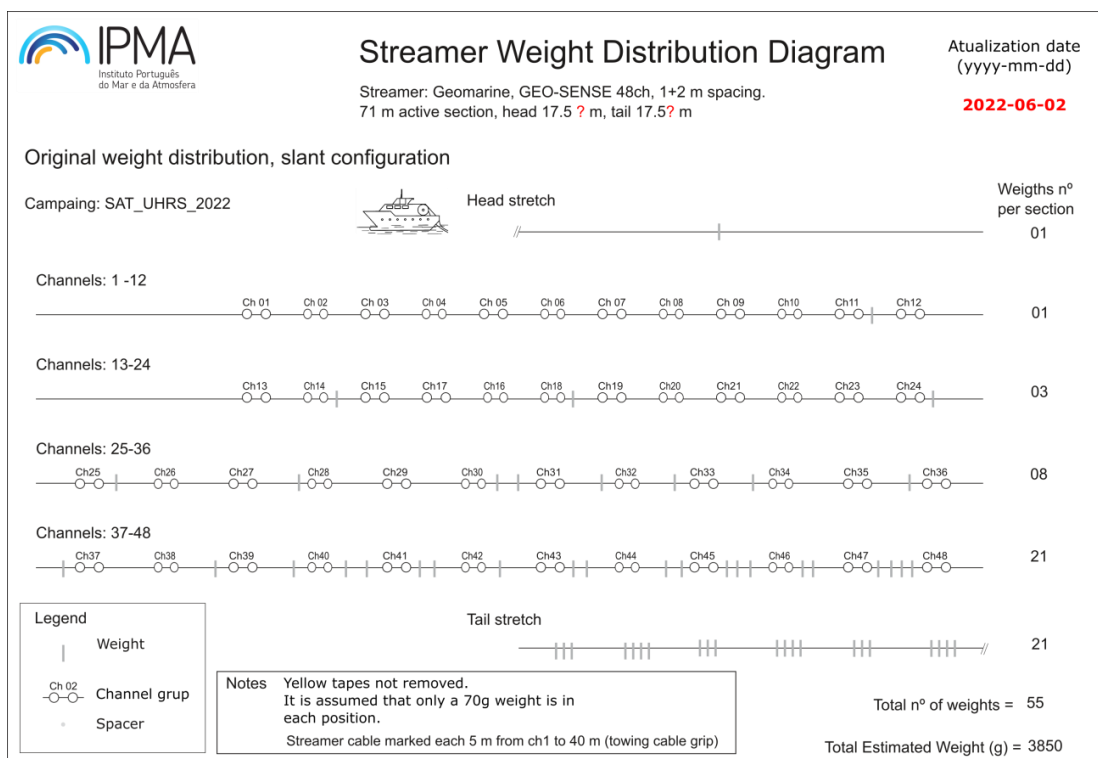 IPMA
Instituto Português
do Mar e da Atmosfera
Streamer Weight Distribution Diagram
Streamer: Geomarine, GEO-SENSE 48ch, 1+2 m spacing.
71 m active section, head 17.5 ? m, tail 17.5? m
Atualization date
(yyyy-mm-dd)
2022-06-02
Original weight distribution, slant configuration
Campaing: SAT_UHRS_2022
Head stretch
Weigths nº
per section
01
Channels: 1 -12
Ch 01 Ch 02 Ch 03 Ch 04 Ch 05 Ch 06 Ch 07 Ch 08 Ch 09 Ch10 Ch11 Ch12
01
Channels: 13-24
Ch13 Ch14 Ch15 Ch17 Ch16 Ch18 Ch19 Ch20 Ch21 Ch22 Ch23 Ch24
03
Channels: 25-36
Ch25 Ch26 Ch27 Ch28 Ch29 Ch30 Ch31 Ch32 Ch33 Ch34 Ch35 Ch36
08
Channels: 37-48
Ch37 Ch38 Ch39 Ch40 Ch41 Ch42 Ch43 Ch44 Ch45 Ch46 Ch47 Ch48
21
Tail stretch
21
Legend
Weight
Ch 02
Channel grup
Spacer
Notes Yellow tapes not removed.
It is assumed that only a 70g weight is in
each position.
Streamer cable marked each 5 m from ch1 to 40 m (towing cable grip)
Total nº of weights = 55
Total Estimated Weight (g) = 3850